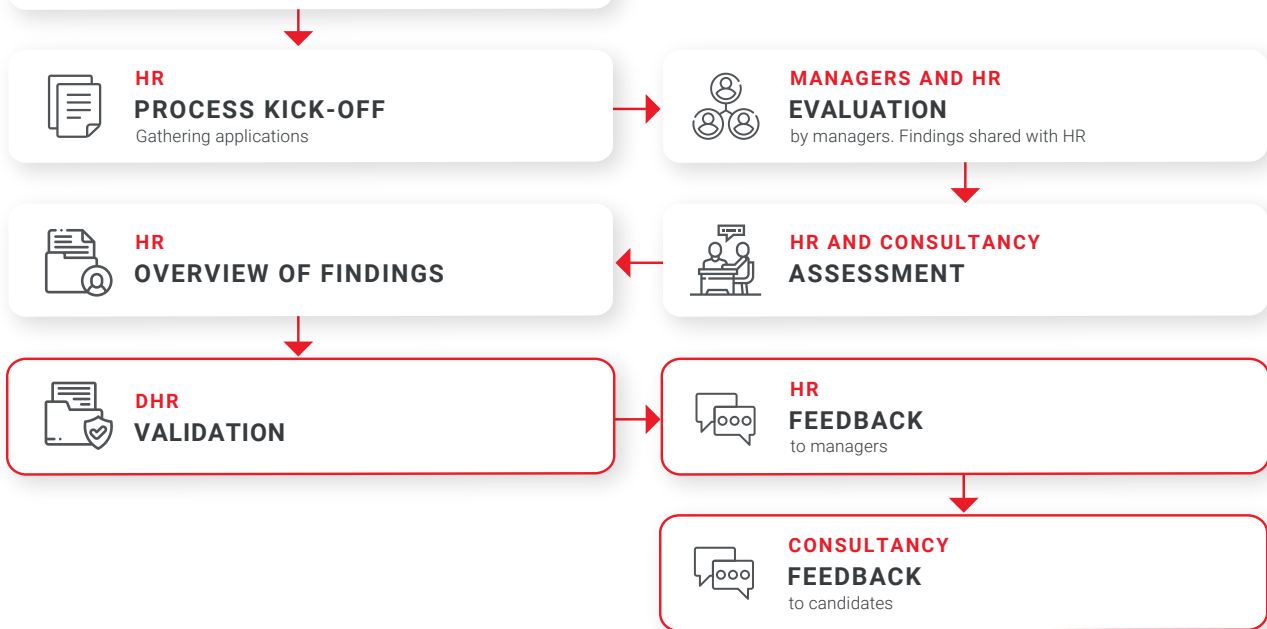 HR
PROCESS KICK-OFF
Gathering applications
MANAGERS AND HR
EVALUATION
by managers. Findings shared with HR
HR AND CONSULTANCY
ASSESSMENT
HR
OVERVIEW OF FINDINGS
DHR
VALIDATION
HR
FEEDBACK
to managers
CONSULTANCY
FEEDBACK
to candidates